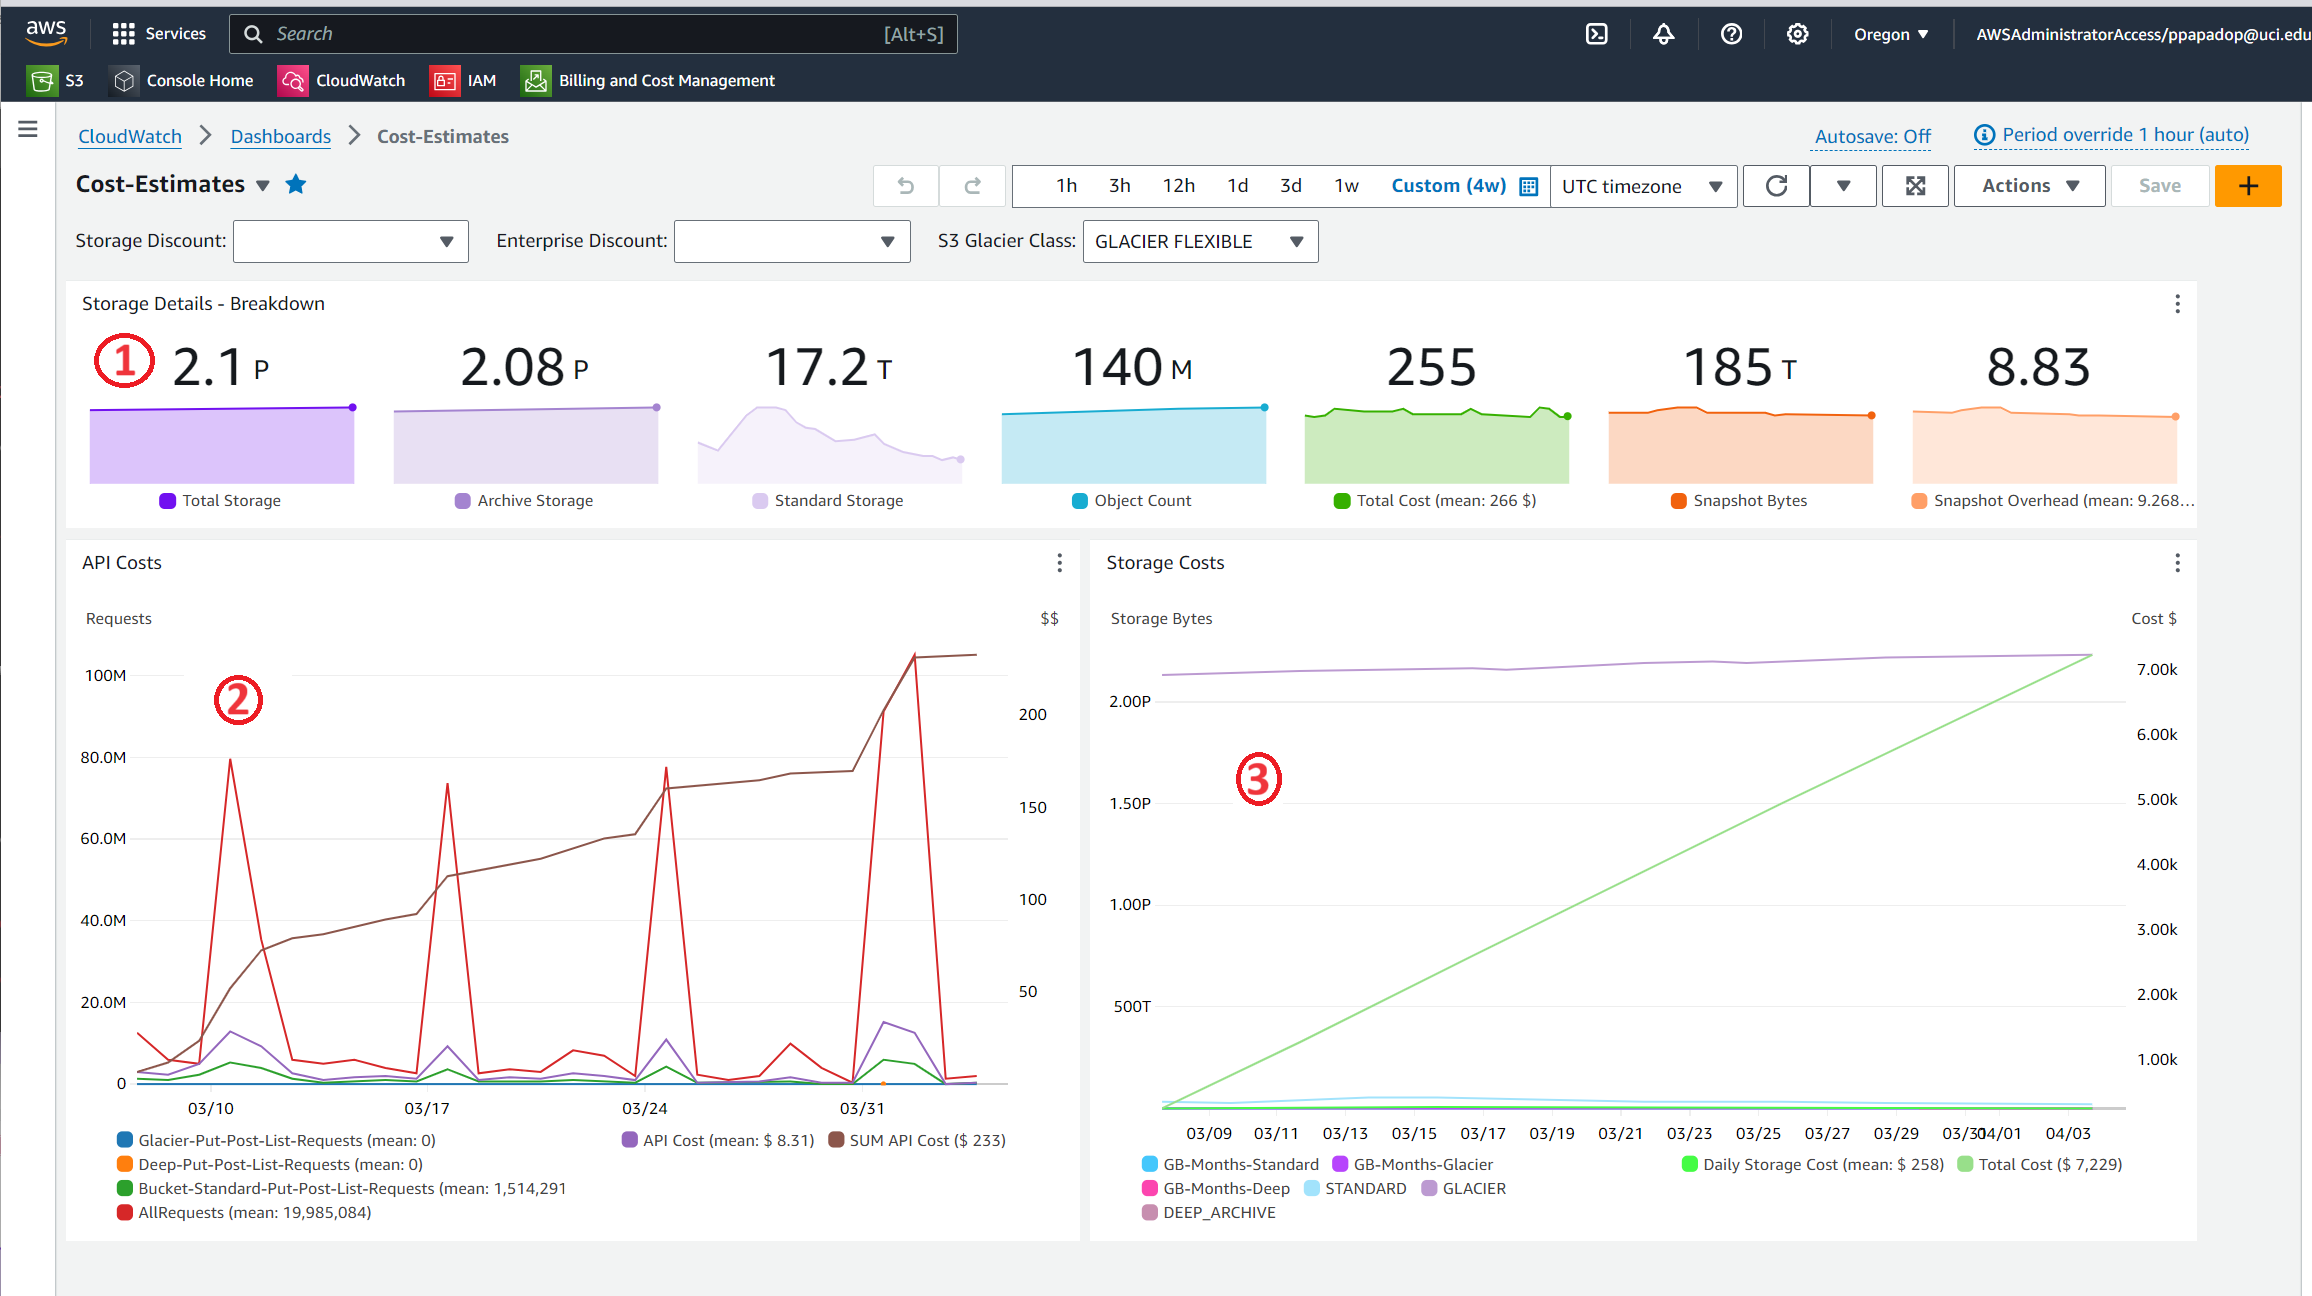 aws Services Search [Alt+S] Oregon AWSAdministratorAccess/ppapadop@uci.edu
S3 Console Home CloudWatch IAM Billing and Cost Management
CloudWatch Dashboards Cost-Estimates Autosave: Off Period override 1 hour (auto)
Cost-Estimates 1h 3h 12h 1d 3d 1w Custom (4w) UTC timezone Actions Save
Storage Discount: Enterprise Discount: S3 Glacier Class: GLACIER FLEXIBLE
Storage Details - Breakdown
1 2.1 P 2.08 P 17.2 T 140 M 255 185 T 8.83
Total Storage Archive Storage Standard Storage Object Count Total Cost (mean: 266 $) Snapshot Bytes Snapshot Overhead (mean: 9.268...
API Costs
Requests $$
100M
80.0M
60.0M
40.0M
20.0M
0
200
150
100
50
2
03/10 03/17 03/24 03/31
Glacier-Put-Post-List-Requests (mean: 0) API Cost (mean: $ 8.31) SUM API Cost ($ 233)
Deep-Put-Post-List-Requests (mean: 0)
Bucket-Standard-Put-Post-List-Requests (mean: 1,514,291
AllRequests (mean: 19,985,084)
Storage Costs
Storage Bytes Cost $
2.00P
1.50P
1.00P
500T
7.00k
6.00k
5.00k
4.00k
3.00k
2.00k
1.00k
3
03/09 03/11 03/13 03/15 03/17 03/19 03/21 03/23 03/25 03/27 03/29 03/31 04/01 04/03
GB-Months-Standard GB-Months-Glacier Daily Storage Cost (mean: $ 258) Total Cost ($ 7,229)
GB-Months-Deep STANDARD GLACIER
DEEP_ARCHIVE